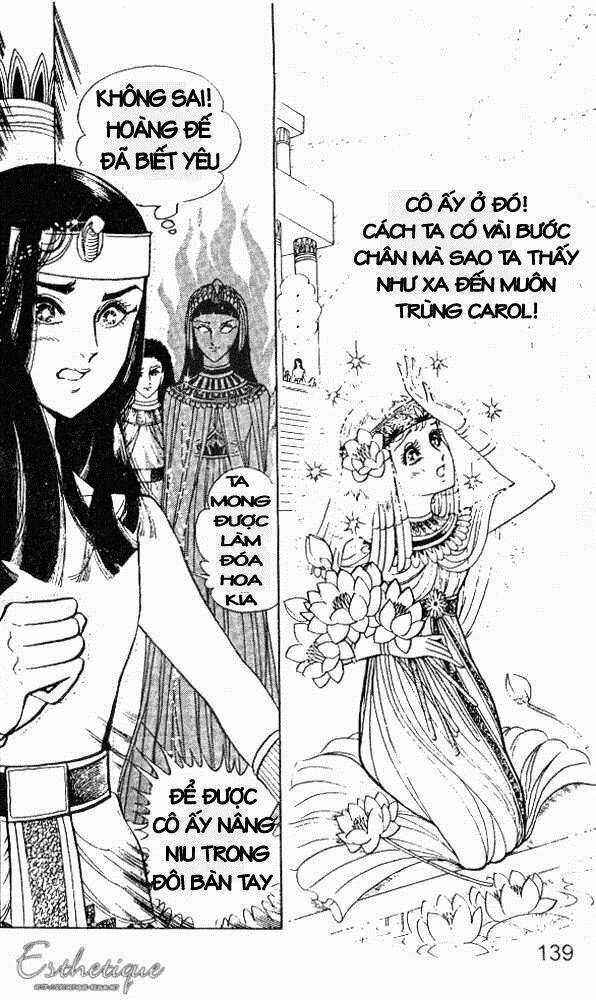 KHÔNG SAI!
HOÀNG ĐẾ
ĐÃ BIẾT YÊU
CÔ ẤY Ở ĐÓ!
CÁCH TA CÓ VÀI BƯỚC
CHÂN MÀ SAO TA THẤY
NHƯ XA ĐẾN MUÔN
TRÙNG CAROL!
TA
MONG
ĐƯỢC
LÀM
ĐÓA
HOA
KIA
ĐỂ ĐƯỢC
CÔ ẤY NÂNG
NIU TRONG
ĐÔI BÀN TAY
139
Esthetique